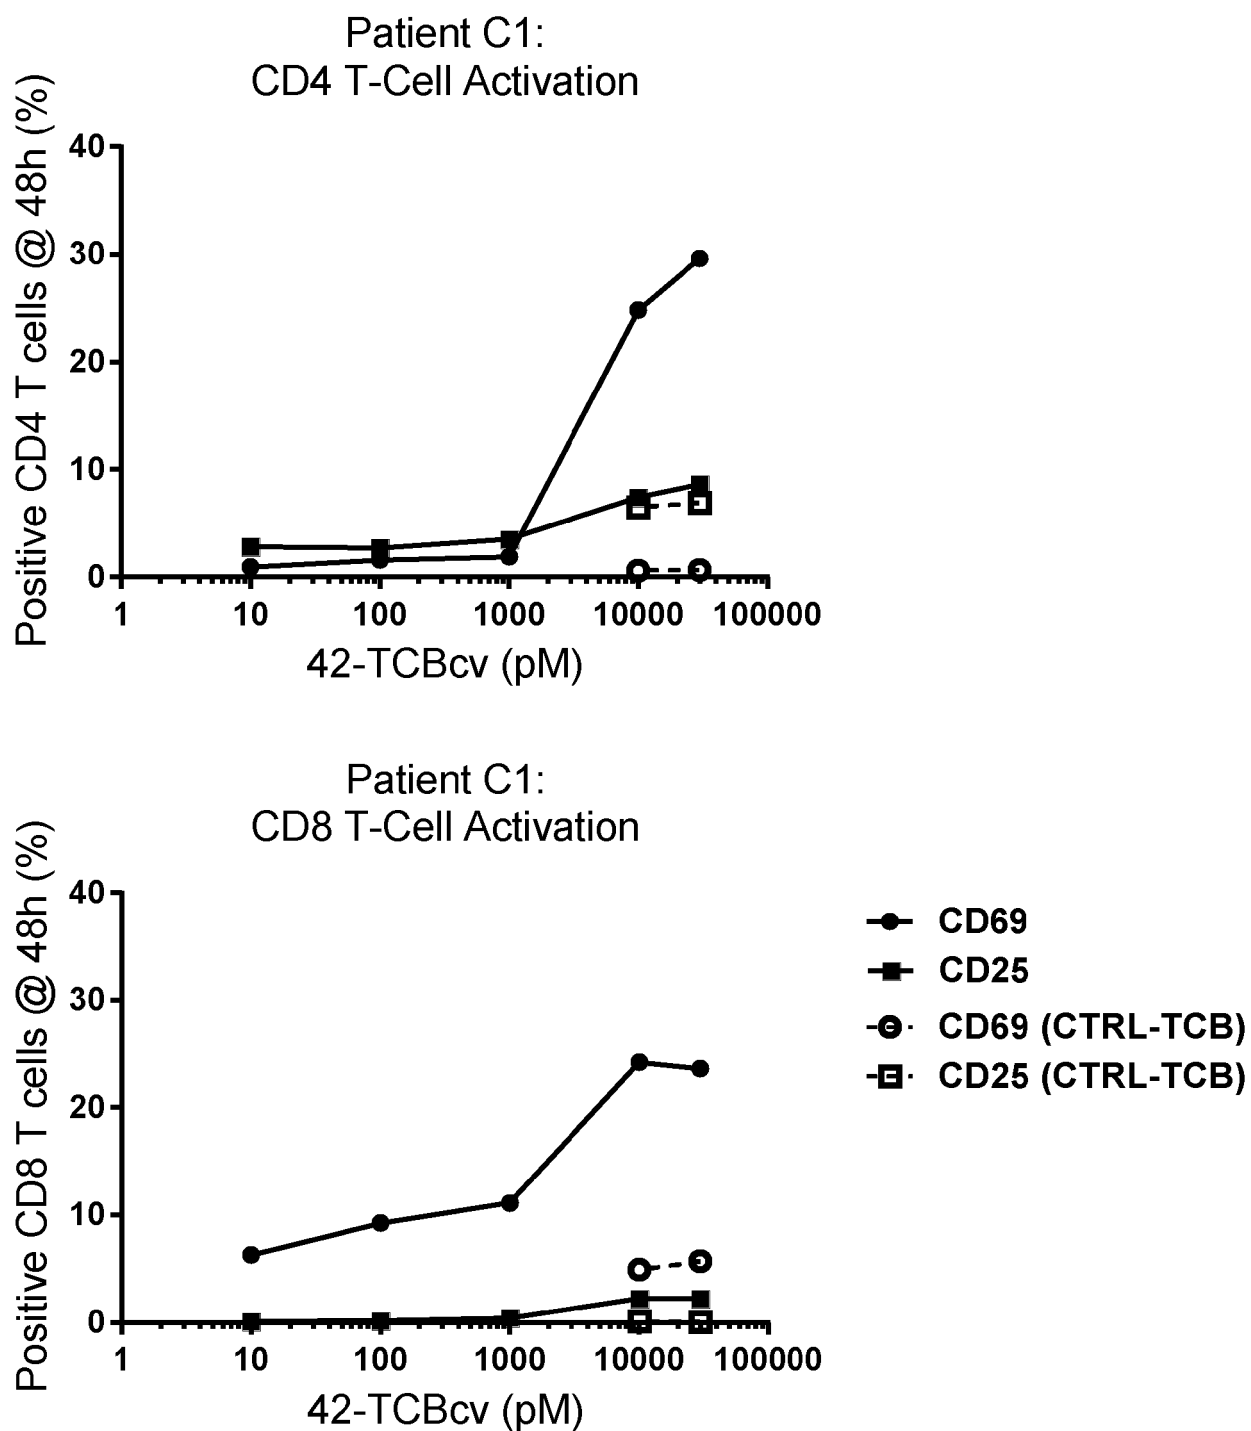 Patient C1:
CD4 T-Cell Activation
Positive CD4 T cells @ 48h (%)
40
30
20
10
0
1 10 100 1000 10000 100000
42-TCBcv (pM)
Patient C1:
CD8 T-Cell Activation
Positive CD8 T cells @ 48h (%)
40
30
20
10
0
1 10 100 1000 10000 100000
42-TCBcv (pM)
CD69
CD25
CD69 (CTRL-TCB)
CD25 (CTRL-TCB)